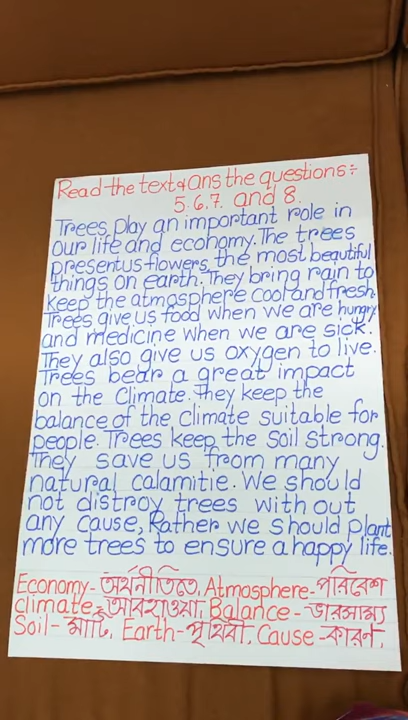 Read the text & ans the questions÷
5. 6. 7. and 8.
Trees play an important role in
our life and economy. The trees
present us flowers, the most beautiful
things on earth. They bring rain to
keep the atmosphere cool and fresh.
Trees give us food when we are hungry
and medicine when we are sick.
They also give us oxygen to live.
Trees bear a great impact
on the Climate. They keep the
balance of the climate suitable for
people. Trees keep the Soil Strong.
They save us from many
natural calamitie. We should
not distroy trees with out
any cause, Rather we should plant
more trees to ensure a happy life.
Economy- অর্থনীতিতে, Atmosphere-পরিবেশ
climate- আবহাওয়া, Balance - ভারসাম্য
Soil- মাটি, Earth-পৃথিবী, Cause -কারণ,